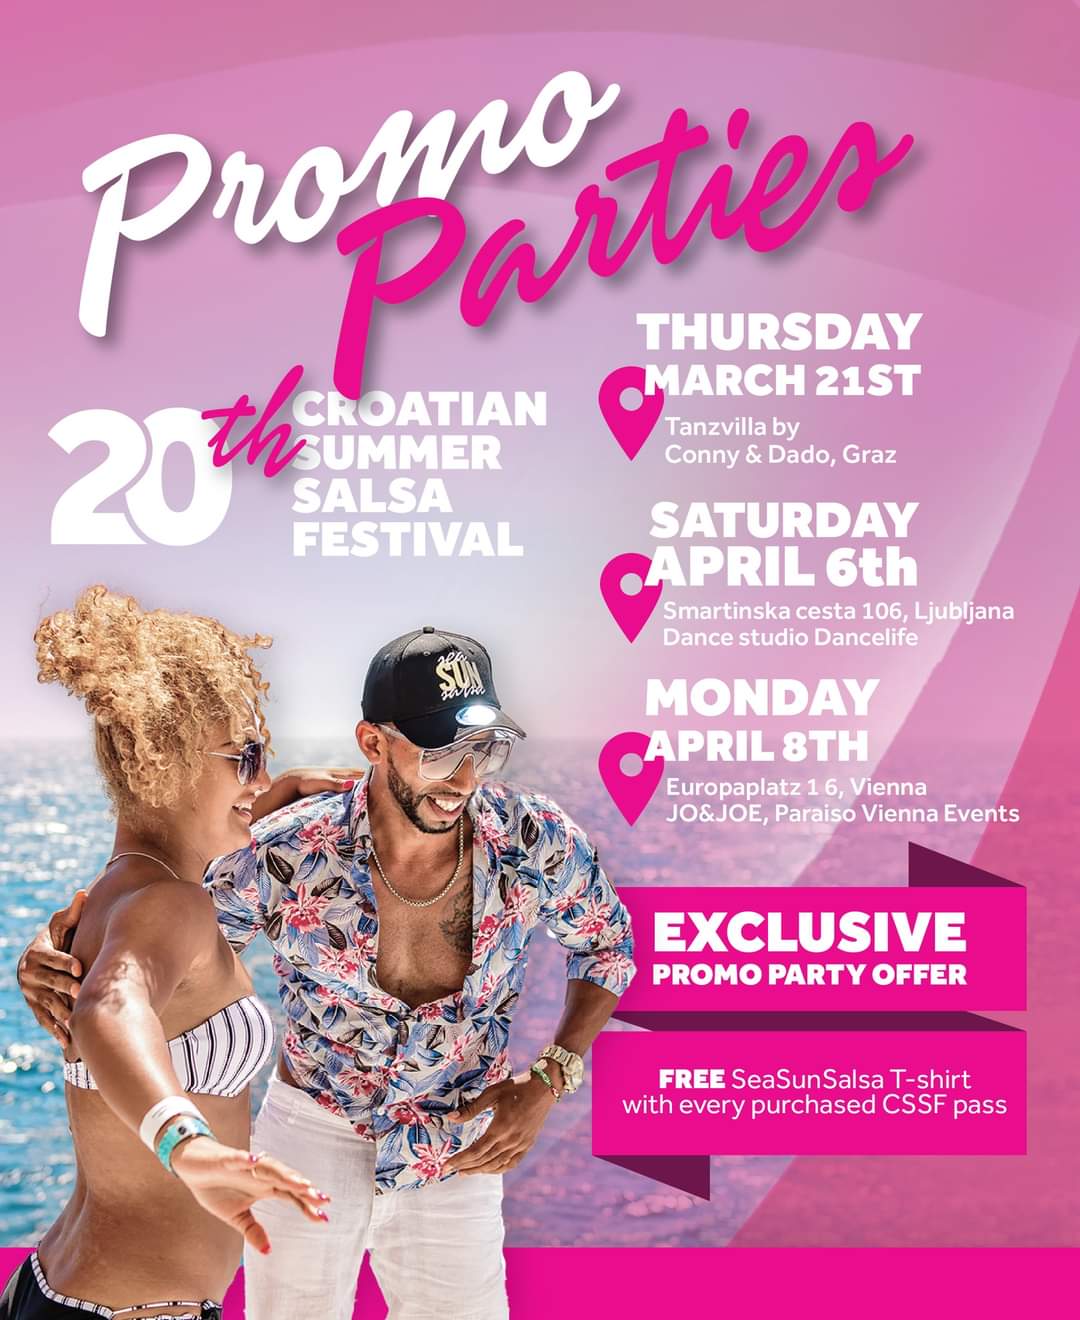 Promo
Parties
20th CROATIAN
SUMMER
SALSA
FESTIVAL
THURSDAY
MARCH 21ST
Tanzvilla by
Conny & Dado, Graz
SATURDAY
APRIL 6th
Smartinska cesta 106, Ljubljana
Dance studio Dancelife
MONDAY
APRIL 8TH
Europaplatz 1 6, Vienna
JO&JOE, Paraiso Vienna Events
sea
SUN
salsa
EXCLUSIVE
PROMO PARTY OFFER
FREE SeaSunSalsa T-shirt
with every purchased CSSF pass